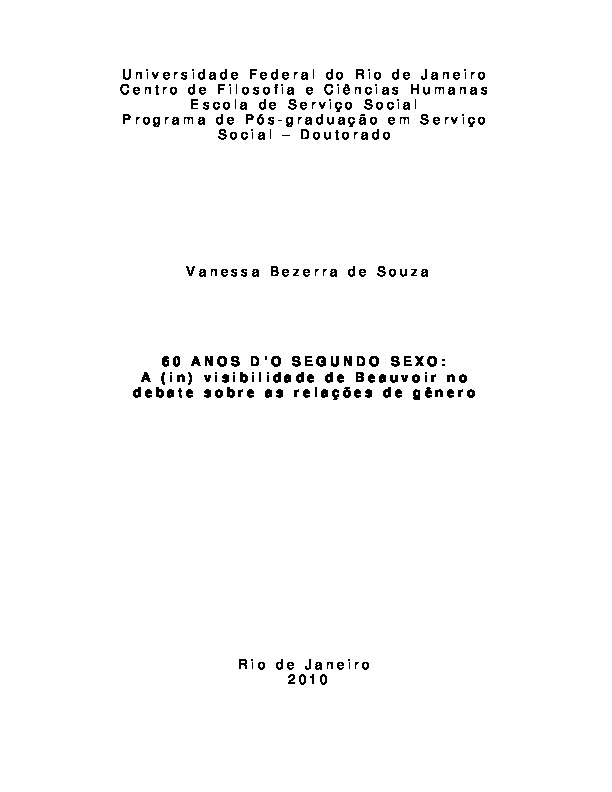 Universidade Federal do Rio de Janeiro
Centro de Filosofia e Ciências Humanas
Escola de Serviço Social
Programa de Pós-graduação em Serviço
Social – Doutorado
Vanessa Bezerra de Souza
60 ANOS D'O SEGUNDO SEXO:
A (in) visibilidade de Beauvoir no
debate sobre as relações de gênero
Rio de Janeiro
2010